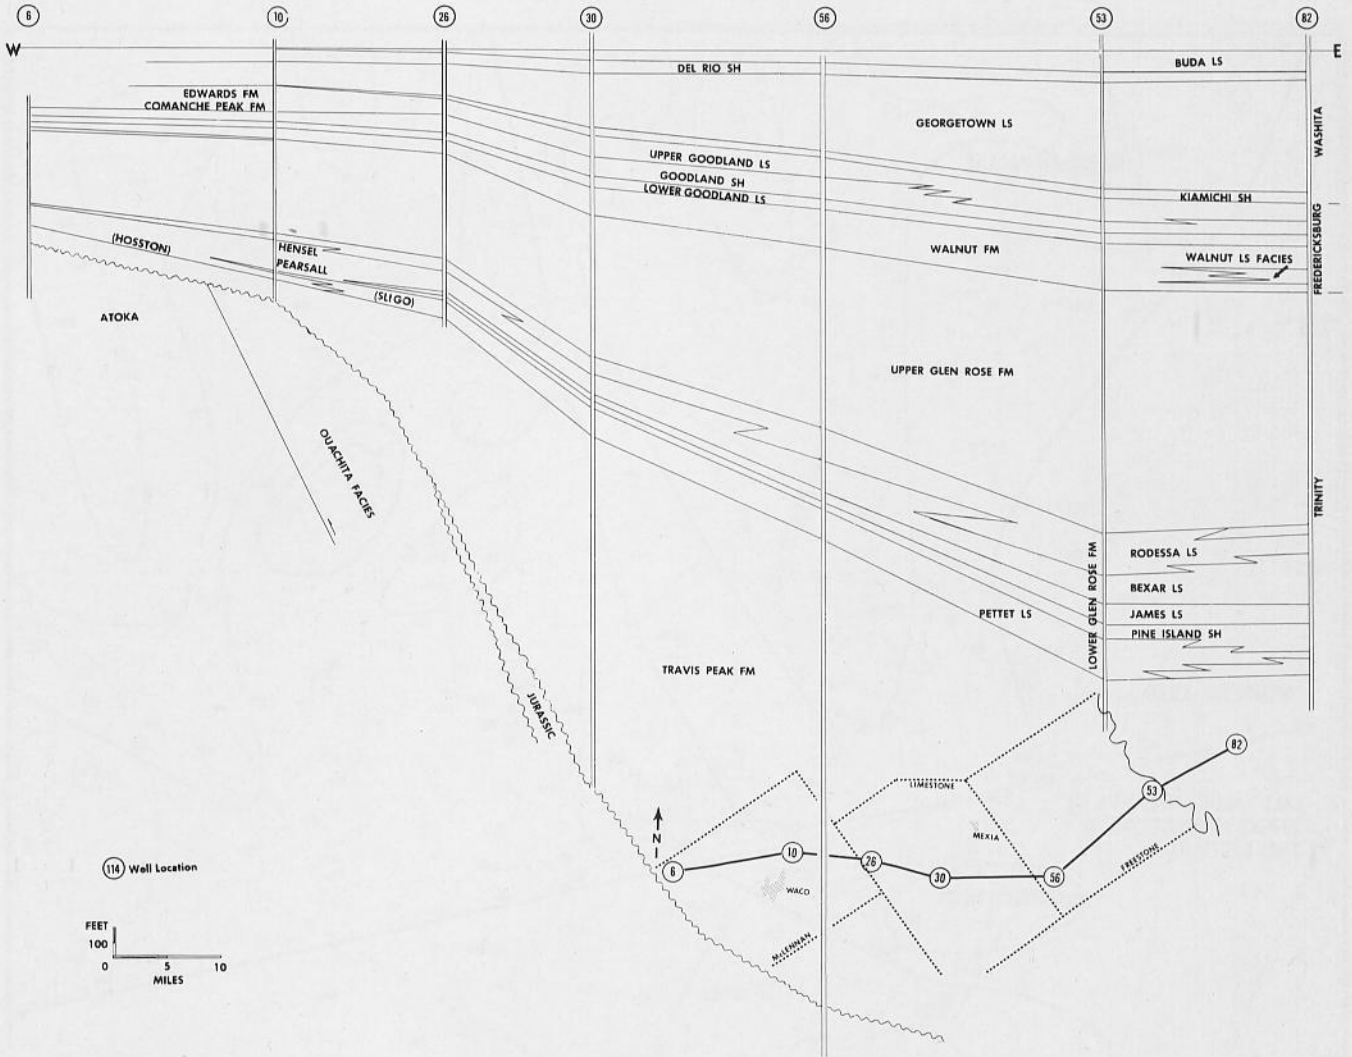 6 10 26 30 56 53 82
W E
BUDA LS
DEL RIO SH
EDWARDS FM
COMANCHE PEAK FM
GEORGETOWN LS
WASHITA
UPPER GOODLAND LS
GOODLAND SH
LOWER GOODLAND LS
KIAMICHI SH
FREDERICKSBURG
WALNUT FM
WALNUT LS FACIES
(HOSSTON)
HENSEL
PEARSALL
(SLIGO)
ATOKA
UPPER GLEN ROSE FM
OUACHITA FACIES
TRINITY
LOWER GLEN ROSE FM
RODESSA LS
BEXAR LS
JAMES LS
PINE ISLAND SH
PETTET LS
TRAVIS PEAK FM
JURASSIC
82
53
LIMESTONE
N
MEXIA
10
26
6
30
56
FREESTONE
WACO
McLENNAN
114 Well Location
FEET
100
0 5 10
MILES